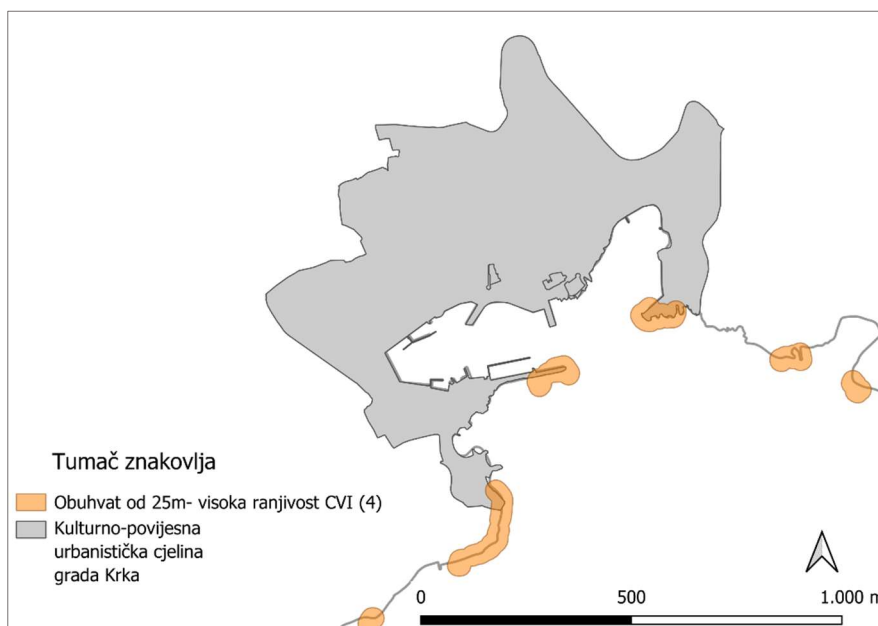 Tumač znakovlja
Obuhvat od 25m- visoka ranjivost CVI (4)
Kulturno-povijesna
urbanistička cjelina
grada Krka
0 500 1.000 m